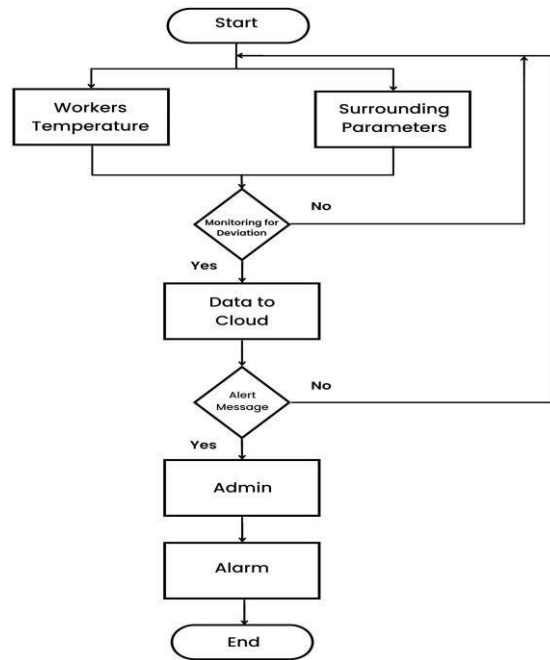 Start
Workers
Temperature
Surrounding
Parameters
Monitoring for
Deviation
No
Yes
Data to
Cloud
Alert
Message
No
Yes
Admin
Alarm
End